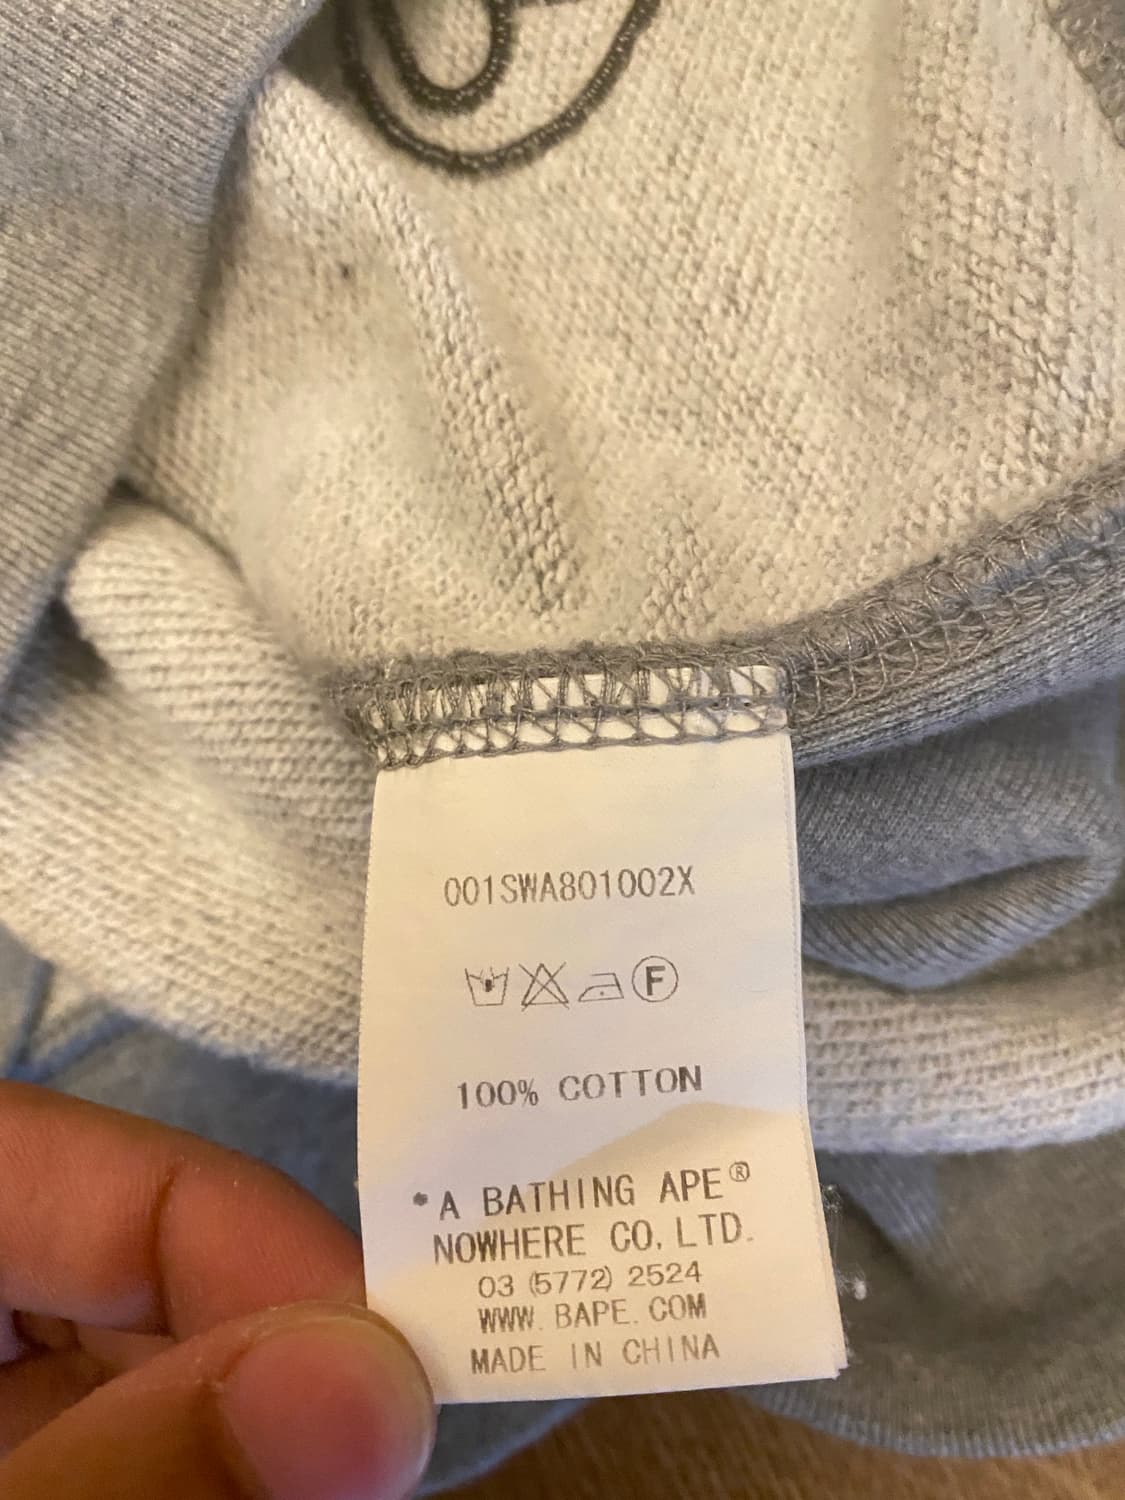 001SWA801002X
F
100% COTTON
*A BATHING APE®
NOWHERE CO, LTD.
03 (5772) 2524
WWW. BAPE. COM
MADE IN CHINA